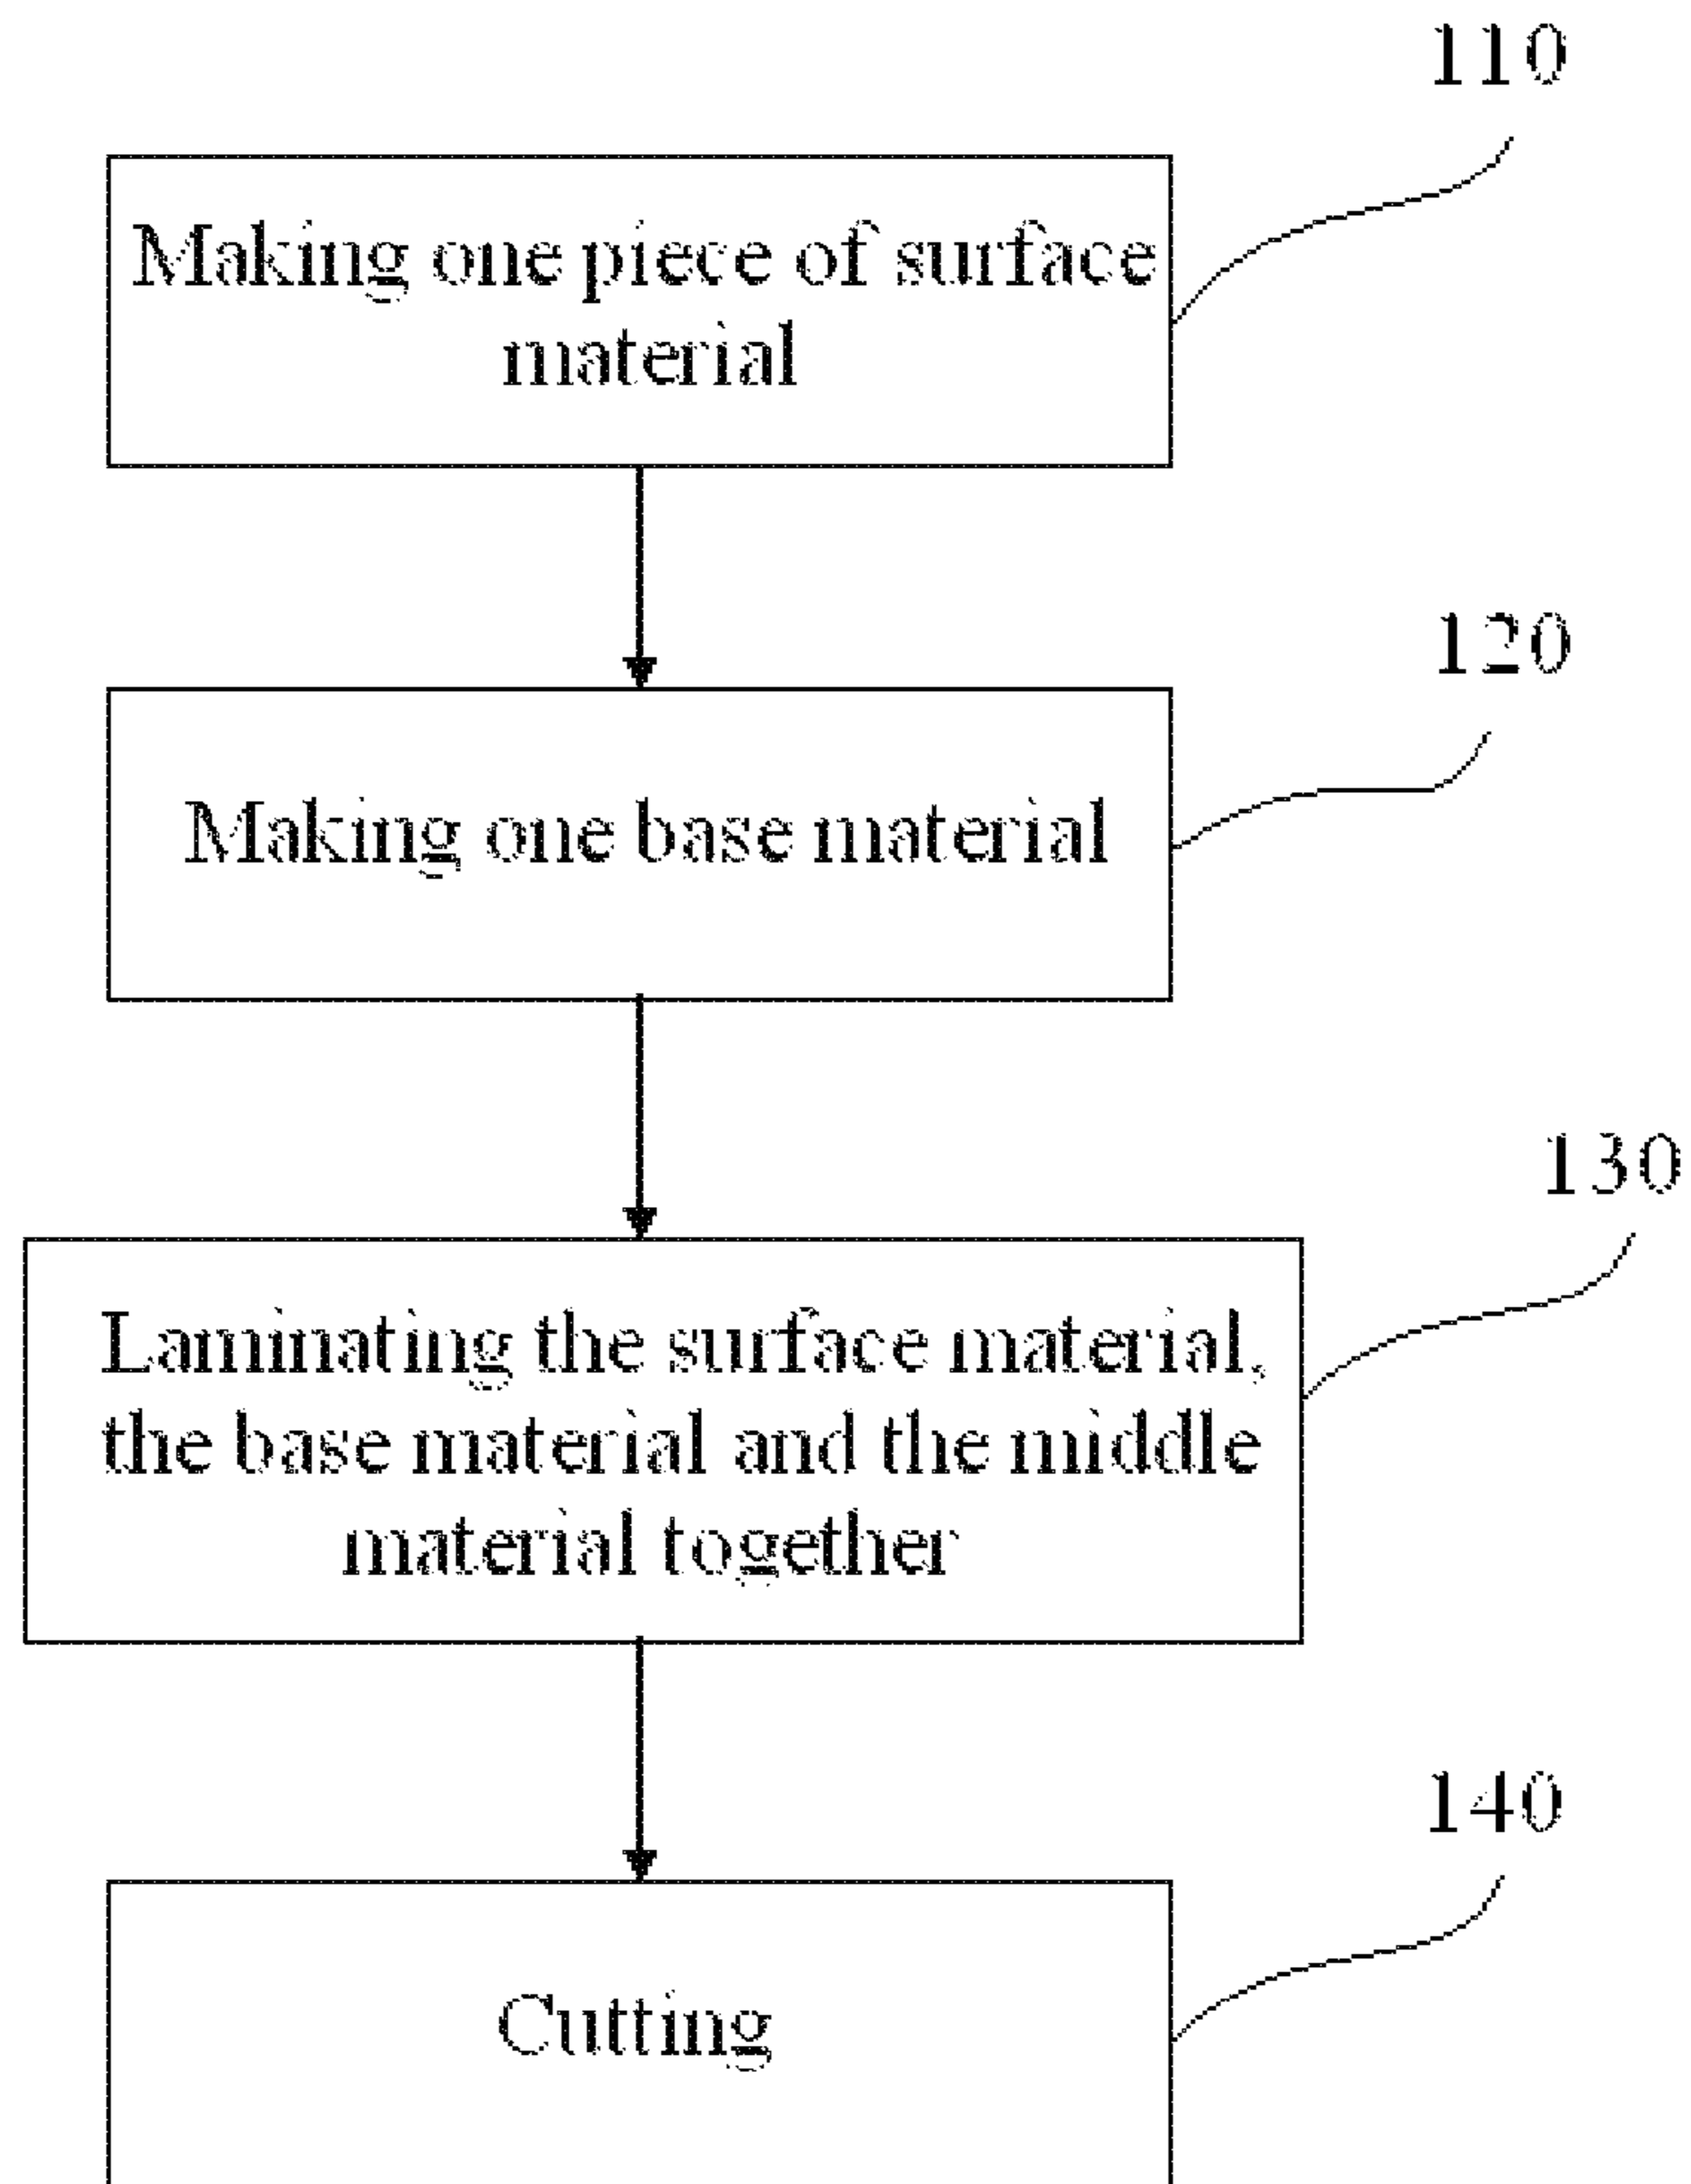 110
Making one piece of surface
material
120
Making one base material
130
Laminating the surface material,
the base material and the middle
material together
140
Cutting